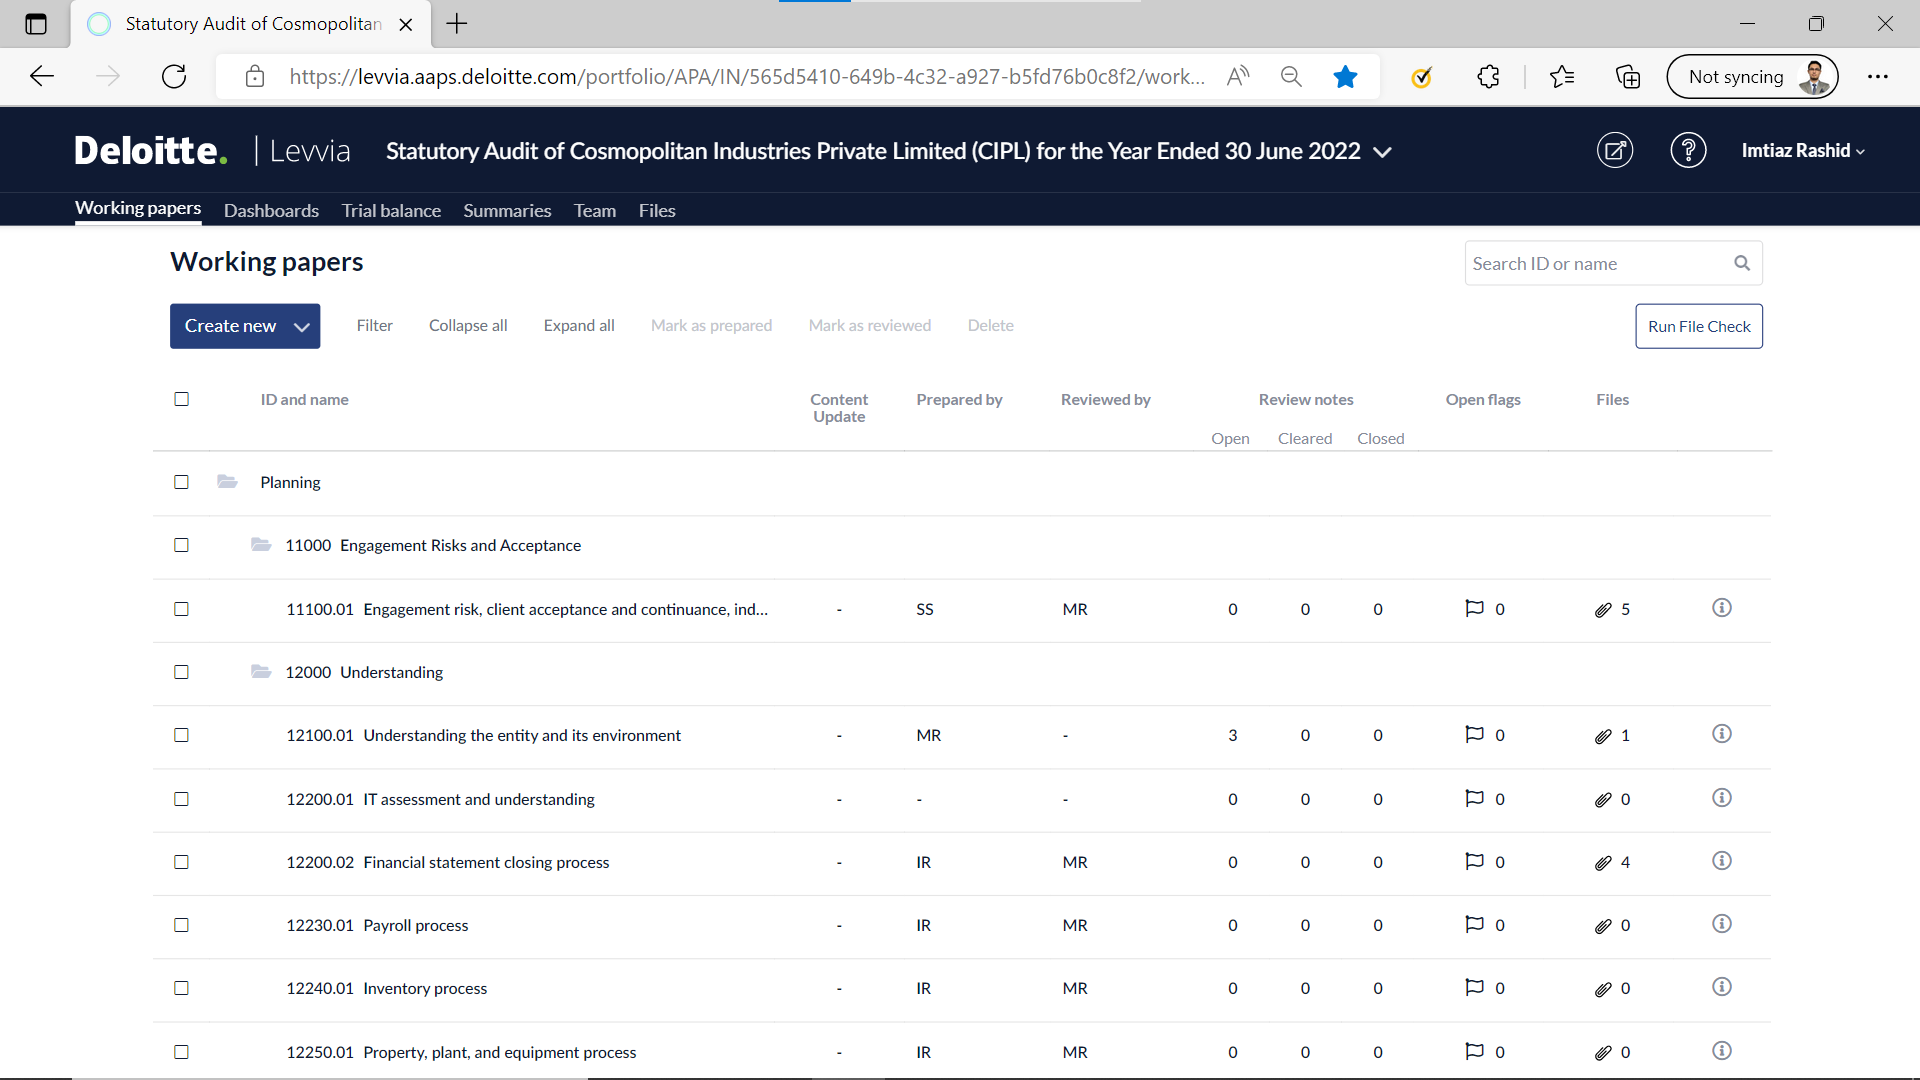 Statutory Audit of Cosmopolitan
https://levvia.aaps.deloitte.com/portfolio/APA/IN/565d5410-649b-4c32-a927-b5fd76b0c8f2/work...
Not syncing
Deloitte. | Levvia Statutory Audit of Cosmopolitan Industries Private Limited (CIPL) for the Year Ended 30 June 2022 Imtiaz Rashid
Working papers Dashboards Trial balance Summaries Team Files
Working papers
Search ID or name
Create new Filter Collapse all Expand all Mark as prepared Mark as reviewed Delete Run File Check
ID and name Content Update Prepared by Reviewed by Review notes Open flags Files
Open Cleared Closed
Planning
11000 Engagement Risks and Acceptance
11100.01 Engagement risk, client acceptance and continuance, ind... - SS MR 0 0 0 0 5
12000 Understanding
12100.01 Understanding the entity and its environment - MR - 3 0 0 0 1
12200.01 IT assessment and understanding - - - 0 0 0 0 0
12200.02 Financial statement closing process - IR MR 0 0 0 0 4
12230.01 Payroll process - IR MR 0 0 0 0 0
12240.01 Inventory process - IR MR 0 0 0 0 0
12250.01 Property, plant, and equipment process - IR MR 0 0 0 0 0